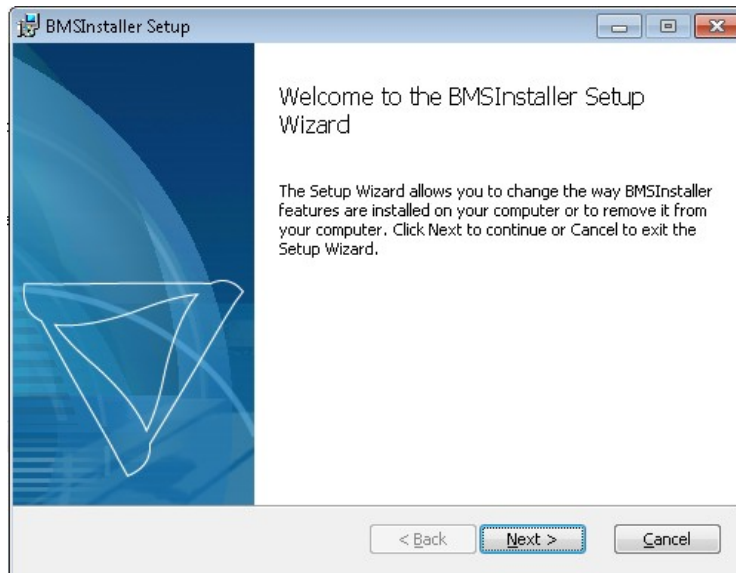 BMSInstaller Setup
Welcome to the BMSInstaller Setup
Wizard
The Setup Wizard allows you to change the way BMSInstaller
features are installed on your computer or to remove it from
your computer. Click Next to continue or Cancel to exit the
Setup Wizard.
< Back Next > Cancel